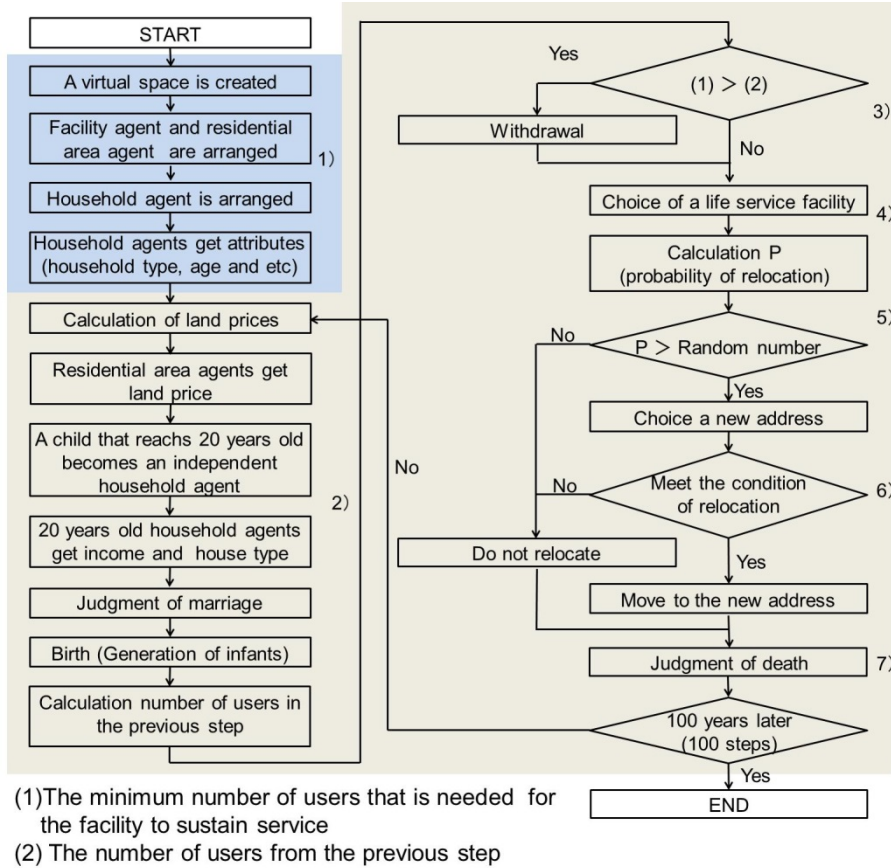 START
A virtual space is created
Facility agent and residential
area agent are arranged
1)
Household agent is arranged
Household agents get attributes
(household type, age and etc)
Calculation of land prices
Residential area agents get
land price
A child that reachs 20 years old
becomes an independent
household agent
2)
20 years old household agents
get income and house type
Judgment of marriage
Birth (Generation of infants)
Calculation number of users in
the previous step
Yes
(1) > (2)
3)
Withdrawal
No
Choice of a life service facility
4)
Calculation P
(probability of relocation)
5)
No
P > Random number
Yes
Choice a new address
No
No
Meet the condition
of relocation
6)
Do not relocate
Yes
Move to the new address
Judgment of death
7)
100 years later
(100 steps)
Yes
END
(1)The minimum number of users that is needed for
the facility to sustain service
(2) The number of users from the previous step